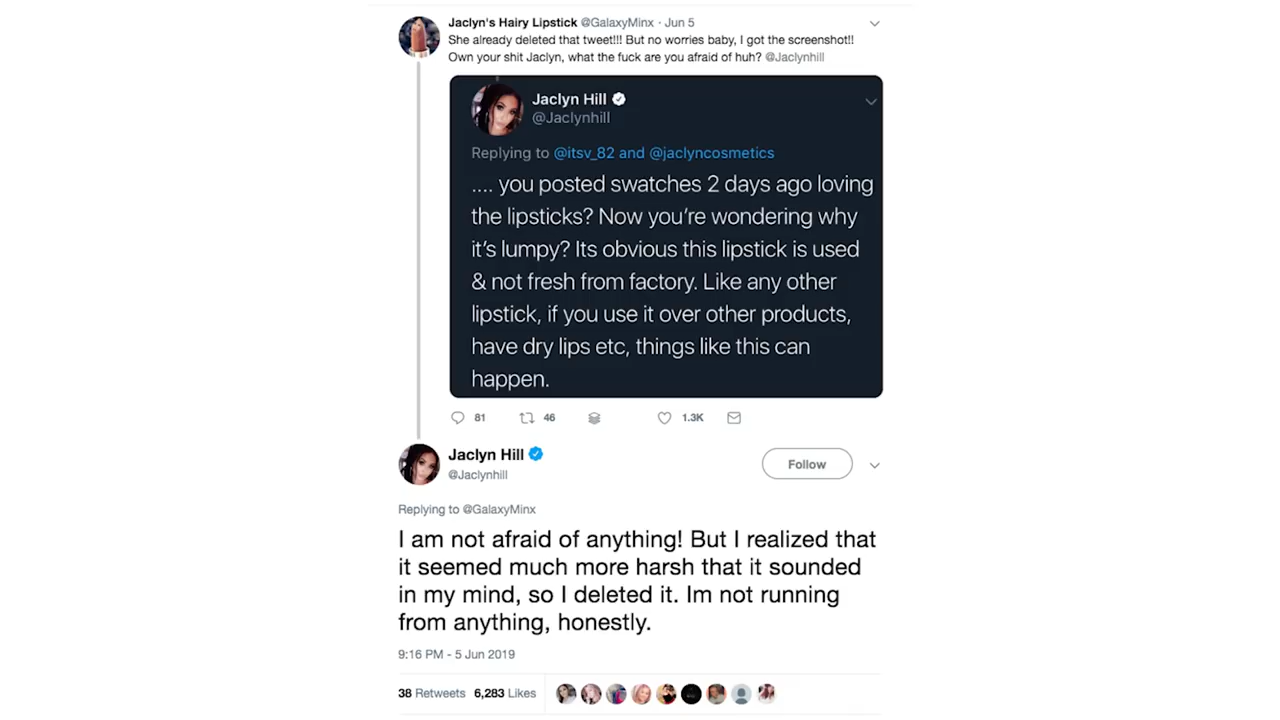 Jaclyn's Hairy Lipstick @GalaxyMinx · Jun 5
She already deleted that tweet!!! But no worries baby, I got the screenshot!!
Own your shit Jaclyn, what the fuck are you afraid of huh? @Jaclynhill
Jaclyn Hill
@Jaclynhill
Replying to @itsv_82 and @jaclyncosmetics
.... you posted swatches 2 days ago loving
the lipsticks? Now you're wondering why
it's lumpy? Its obvious this lipstick is used
& not fresh from factory. Like any other
lipstick, if you use it over other products,
have dry lips etc, things like this can
happen.
81 46 1.3K
Jaclyn Hill
@Jaclynhill
Follow
Replying to @GalaxyMinx
I am not afraid of anything! But I realized that
it seemed much more harsh that it sounded
in my mind, so I deleted it. Im not running
from anything, honestly.
9:16 PM - 5 Jun 2019
38 Retweets 6,283 Likes